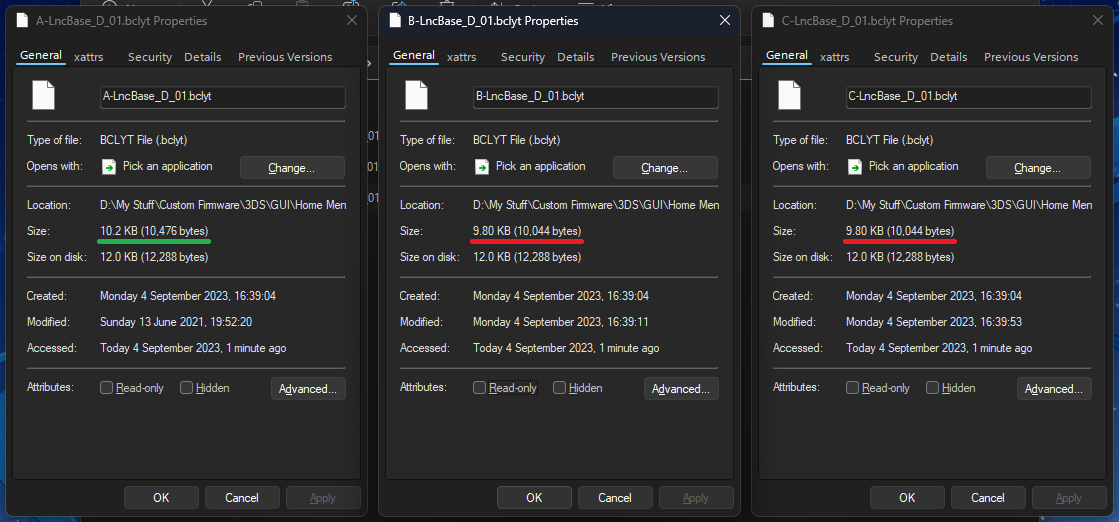 A-LncBase_D_01.bclyt Properties
General xattrs Security Details Previous Versions
A-LncBase_D_01.bclyt
Type of file: BCLYT File (.bclyt)
Opens with: Pick an application Change...
Location: D:\My Stuff\Custom Firmware\3DS\GUI\Home Men
Size: 10.2 KB (10,476 bytes)
Size on disk: 12.0 KB (12,288 bytes)
Created: Monday 4 September 2023, 16:39:04
Modified: Sunday 13 June 2021, 19:52:20
Accessed: Today 4 September 2023, 1 minute ago
Attributes: Read-only Hidden Advanced...
OK Cancel Apply
B-LncBase_D_01.bclyt Properties
General xattrs Security Details Previous Versions
B-LncBase_D_01.bclyt
Type of file: BCLYT File (.bclyt)
Opens with: Pick an application Change...
Location: D:\My Stuff\Custom Firmware\3DS\GUI\Home Men
Size: 9.80 KB (10,044 bytes)
Size on disk: 12.0 KB (12,288 bytes)
Created: Monday 4 September 2023, 16:39:04
Modified: Monday 4 September 2023, 16:39:11
Accessed: Today 4 September 2023, 1 minute ago
Attributes: Read-only Hidden Advanced...
OK Cancel Apply
C-LncBase_D_01.bclyt Properties
General xattrs Security Details Previous Versions
C-LncBase_D_01.bclyt
Type of file: BCLYT File (.bclyt)
Opens with: Pick an application Change...
Location: D:\My Stuff\Custom Firmware\3DS\GUI\Home Men
Size: 9.80 KB (10,044 bytes)
Size on disk: 12.0 KB (12,288 bytes)
Created: Monday 4 September 2023, 16:39:04
Modified: Monday 4 September 2023, 16:39:53
Accessed: Today 4 September 2023, 1 minute ago
Attributes: Read-only Hidden Advanced...
OK Cancel Apply